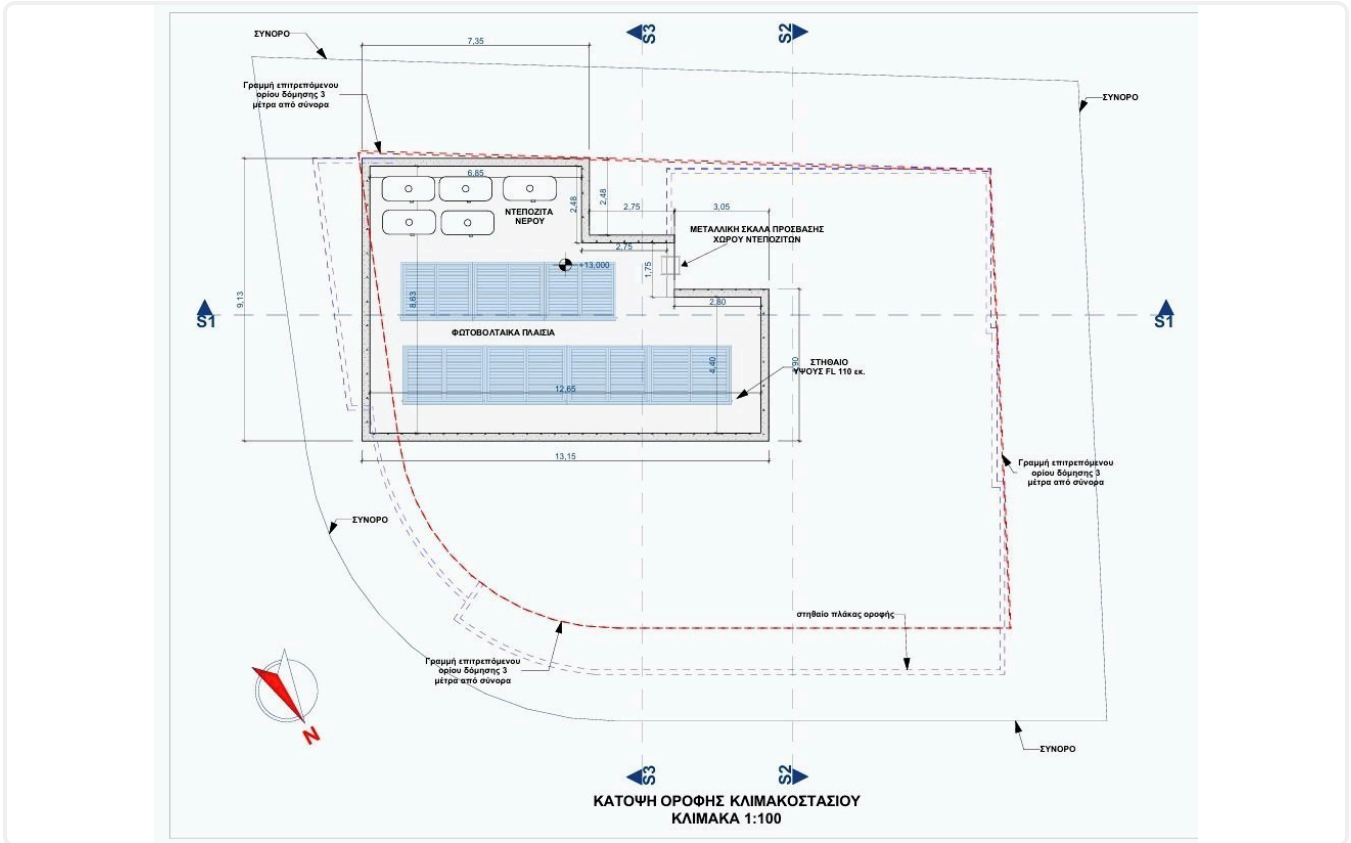 ΣΥΝΟΡΟ
7,35
S3
S2
Γραμμή επιτρεπόμενου
ορίου δόμησης 3
μέτρα από σύνορα
ΣΥΝΟΡΟ
6,85
ΝΤΕΠΟΖΙΤΑ
ΝΕΡΟΥ
2,48
2,48
2,75
3,05
ΜΕΤΑΛΛΙΚΗ ΣΚΑΛΑ ΠΡΟΣΒΑΣΗΣ
ΧΩΡΟΥ ΝΤΕΠΟΖΙΤΩΝ
2,75
+13,000
1,75
9,13
8,63
2,80
S1
S1
ΦΩΤΟΒΟΛΤΑΙΚΑ ΠΛΑΙΣΙΑ
4,40
ΣΤΗΘΑΙΟ
ΥΨΟΥΣ FL 110 εκ.
12,65
13,15
Γραμμή επιτρεπόμενου
ορίου δόμησης 3
μέτρα από σύνορα
ΣΥΝΟΡΟ
στηθαίο πλάκας οροφής
Γραμμή επιτρεπόμενου
ορίου δόμησης 3
μέτρα από σύνορα
N
ΣΥΝΟΡΟ
S3
S2
ΚΑΤΟΨΗ ΟΡΟΦΗΣ ΚΛΙΜΑΚΟΣΤΑΣΙΟΥ
ΚΛΙΜΑΚΑ 1:100